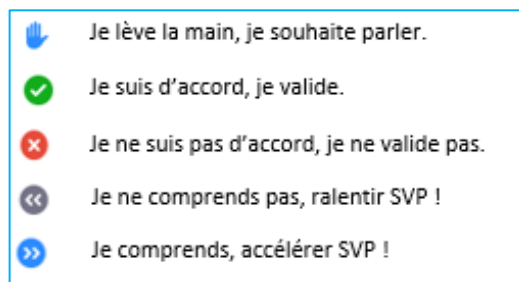 Je lève la main, je souhaite parler.
Je suis d'accord, je valide.
Je ne suis pas d'accord, je ne valide pas.
Je ne comprends pas, ralentir SVP !
Je comprends, accélérer SVP !